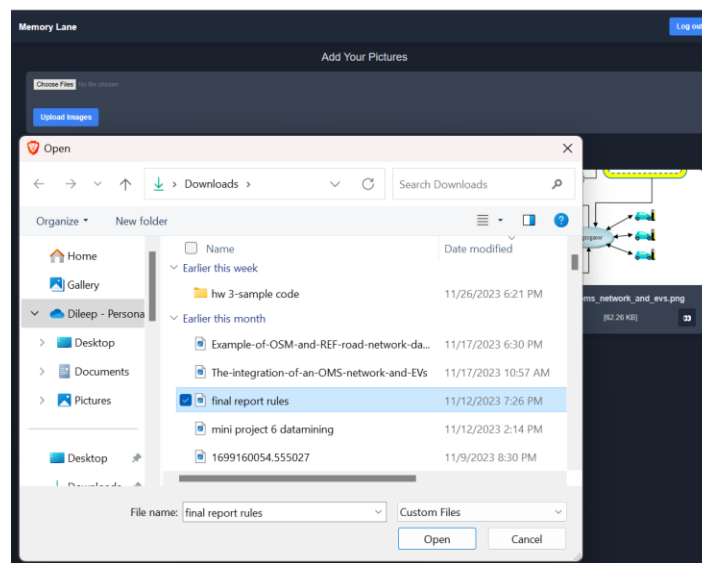 Memory Lane
Log out
Add Your Pictures
Choose Files No file chosen
Upload Images
Open
Downloads
Search Downloads
Organize
New folder
Name
Date modified
Home
Gallery
Dileep - Persona
Desktop
Documents
Pictures
Desktop
Earlier this week
hw 3-sample code 11/26/2023 6:21 PM
Earlier this month
Example-of-OSM-and-REF-road-network-da... 11/17/2023 6:30 PM
The-integration-of-an-OMS-network-and-EVs 11/17/2023 10:57 AM
final report rules 11/12/2023 7:26 PM
mini project 6 datamining 11/12/2023 2:14 PM
1699160054.555027 11/9/2023 8:30 PM
File name: final report rules
Custom Files
Open
Cancel
ms_network_and_evs.png
[62.26 KB]